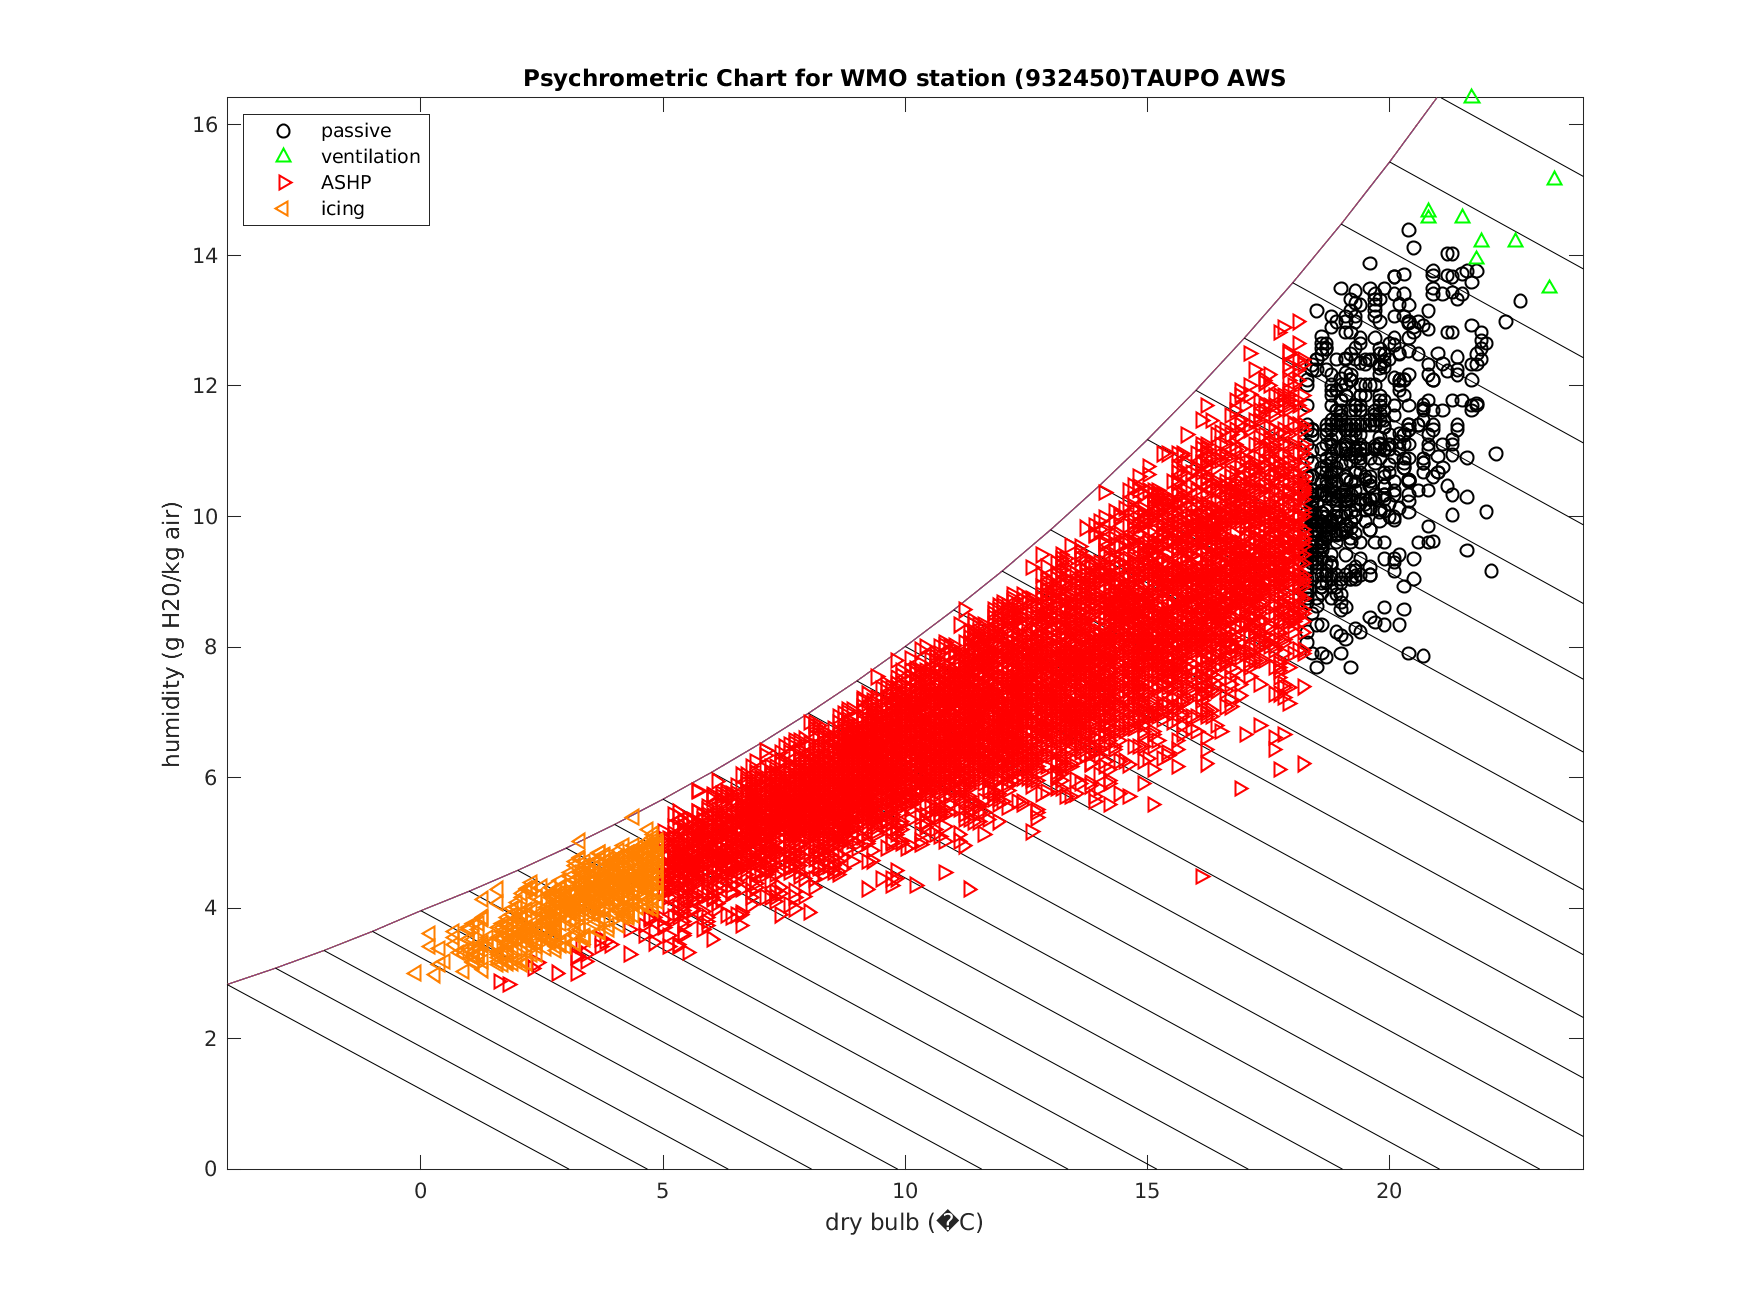 Psychrometric Chart for WMO station (932450)TAUPO AWS
passive
ventilation
ASHP
icing
16
14
12
10
8
6
4
2
0
humidity (g H20/kg air)
0 5 10 15 20
dry bulb (�C)